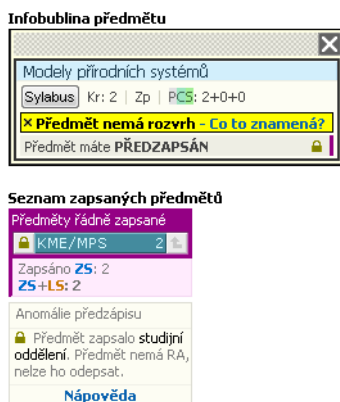 Infobublina předmětu
Modely přírodních systémů
Sylabus Kr: 2 | Zp | PCS: 2+0+0
× Předmět nemá rozvrh - Co to znamená?
Předmět máte PŘEDZAPSÁN
Seznam zapsaných předmětů
Předměty řádně zapsané
KME/MPS 2
Zapsáno ZS: 2
ZS+LS: 2
Anomálie předzápisu
Předmět zapsalo studijní
oddělení. Předmět nemá RA,
nelze ho odepsat.
Nápověda